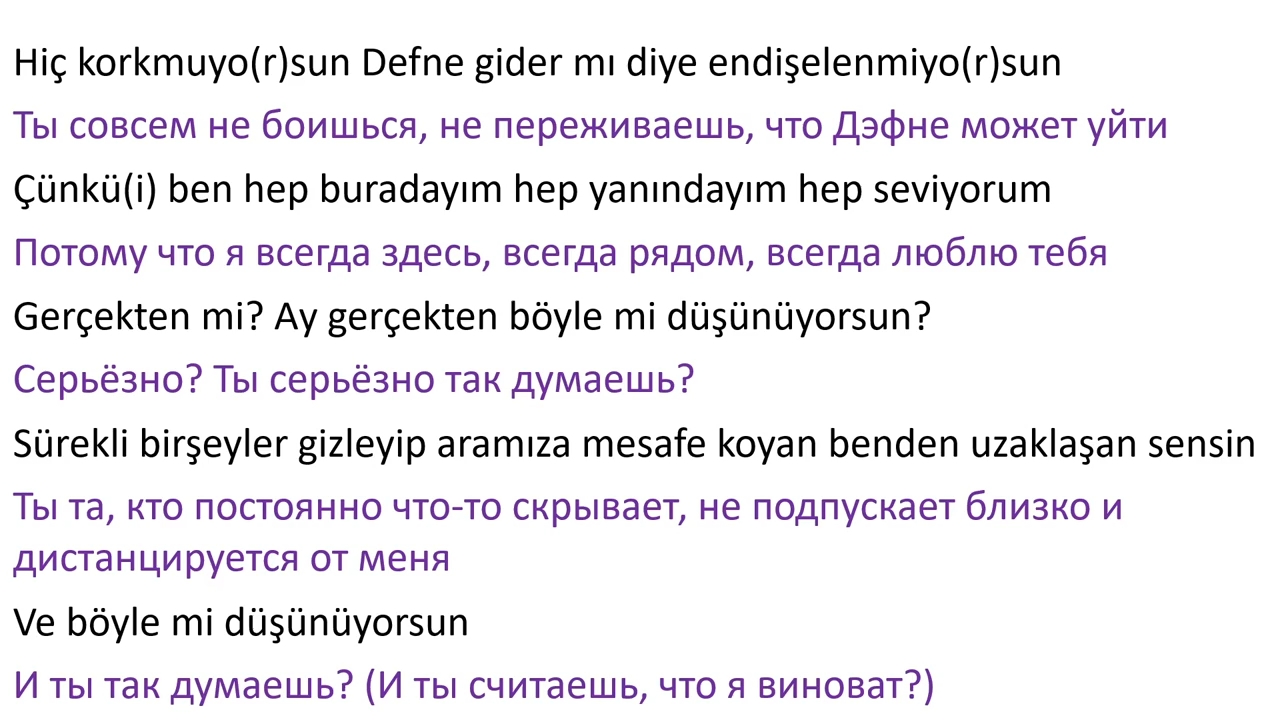 Hiç korkmuyo(r)sun Defne gider mı diye endişelenmiyo(r)sun
Ты совсем не боишься, не переживаешь, что Дэфне может уйти
Çünkü(i) ben hep buradayım hep yanındayım hep seviyorum
Потому что я всегда здесь, всегда рядом, всегда люблю тебя
Gerçekten mi? Ay gerçekten böyle mi düşünüyorsun?
Серьёзно? Ты серьёзно так думаешь?
Sürekli birşeyler gizleyip aramıza mesafe koyan benden uzaklaşan sensin
Ты та, кто постоянно что-то скрывает, не подпускает близко и
дистанцируется от меня
Ve böyle mi düşünüyorsun
И ты так думаешь? (И ты считаешь, что я виноват?)